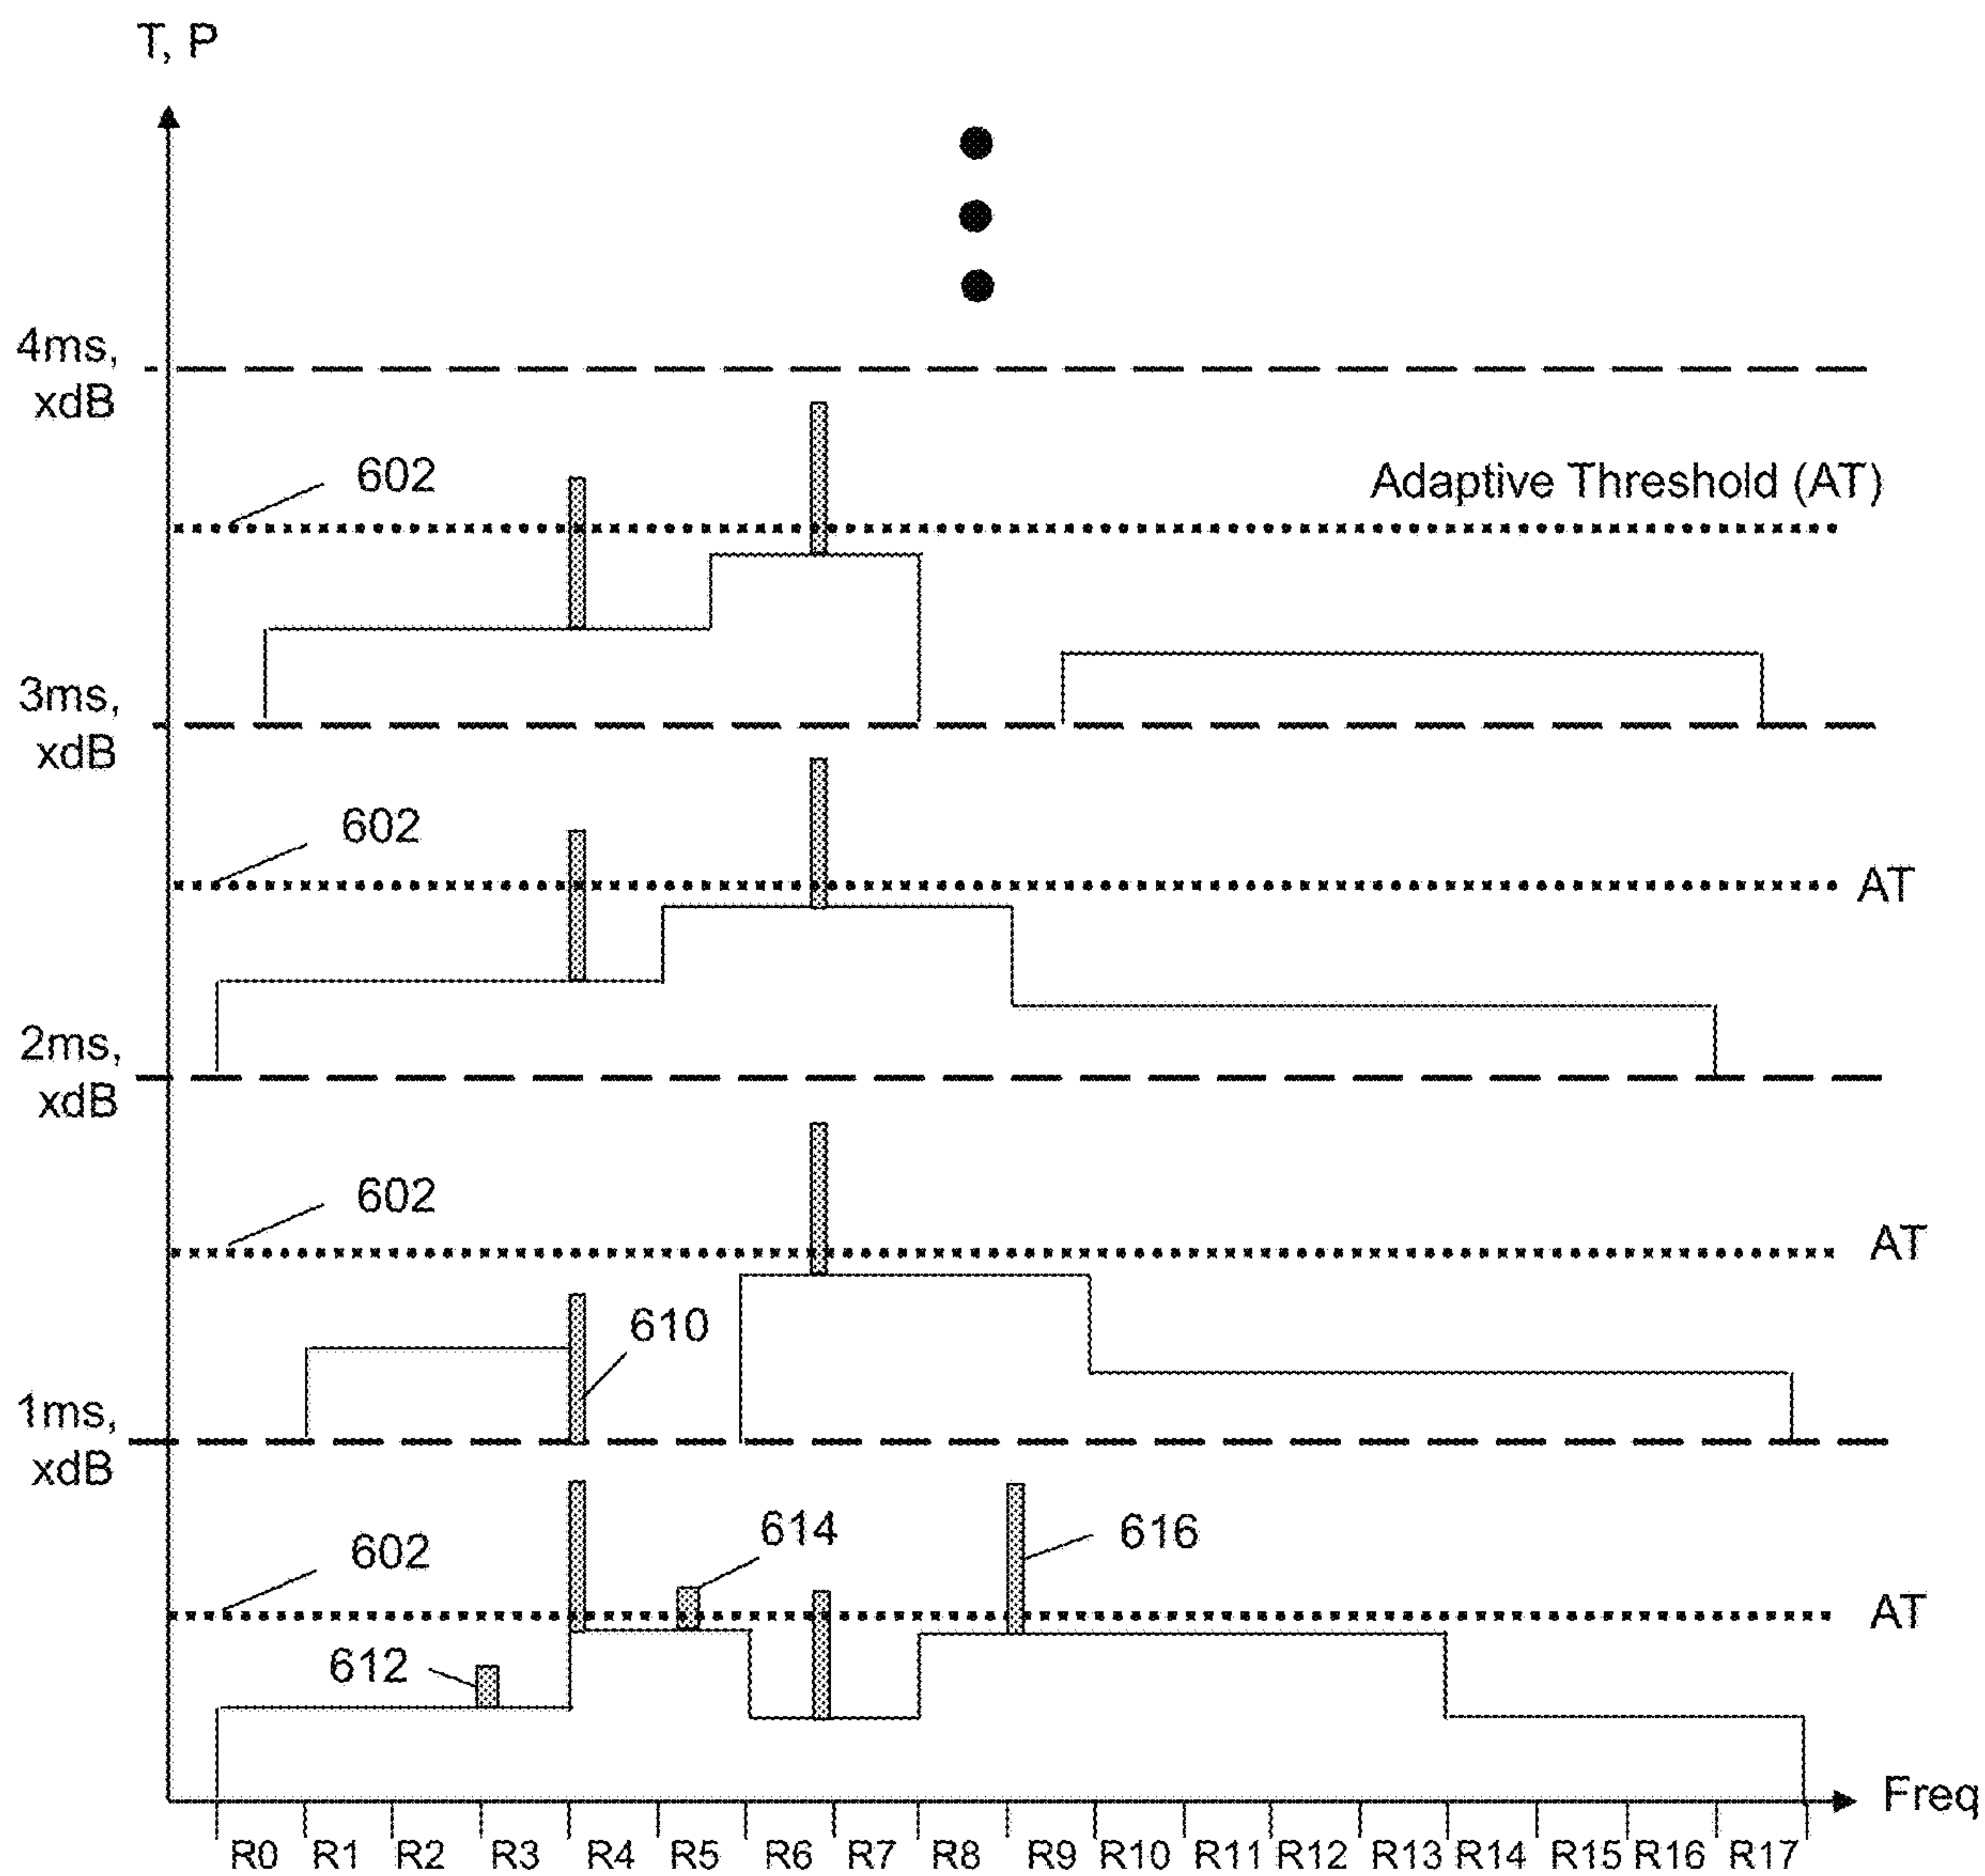 T, P
4ms,
xdB
602
Adaptive Threshold (AT)
3ms,
xdB
602
AT
2ms,
xdB
602
AT
610
1ms,
xdB
614
616
602
AT
612
Freq
R0 R1 R2 R3 R4 R5 R6 R7 R8 R9 R10 R11 R12 R13 R14 R15 R16 R17